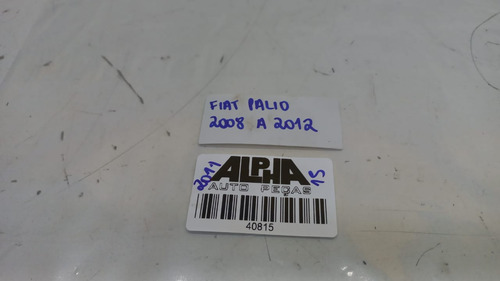 FIAT PALIO
2008 A 2012
2011
ALPHA
15
AUTO PEÇAS
40815